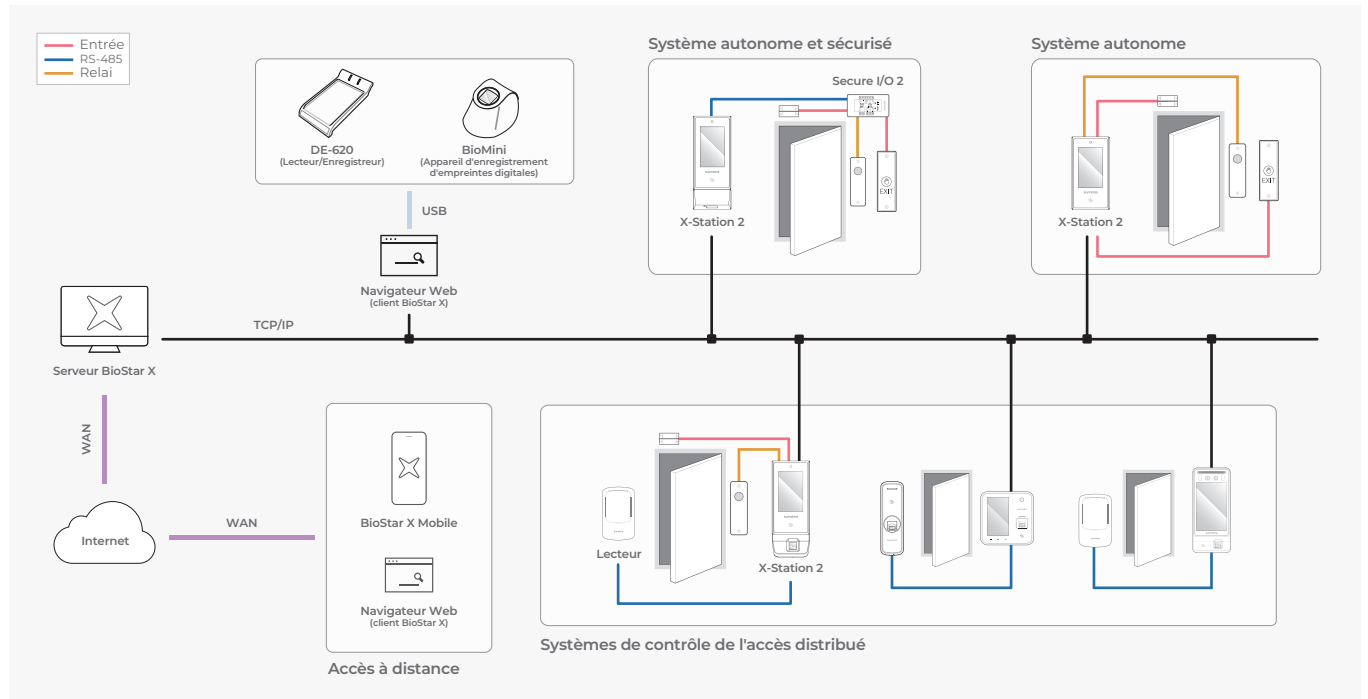 Entrée
RS-485
Relai
DE-620
(Lecteur/Enregistreur)
BioMini
(Appareil d'enregistrement
d'empreintes digitales)
USB
Navigateur Web
(client BioStar X)
Système autonome et sécurisé
Secure I/O 2
EXIT
X-Station 2
Système autonome
EXIT
X-Station 2
TCP/IP
Serveur BioStar X
WAN
Internet
WAN
BioStar X Mobile
Navigateur Web
(client BioStar X)
Accès à distance
Lecteur
X-Station 2
Systèmes de contrôle de l'accès distribué